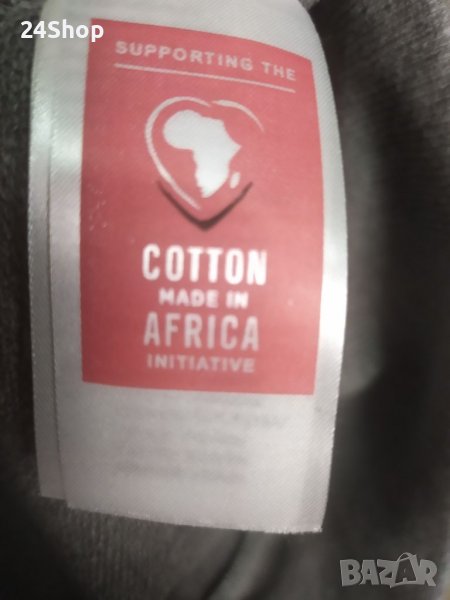 24Shop
SUPPORTING THE
COTTON
MADE IN
AFRICA
INITIATIVE
BAZAR